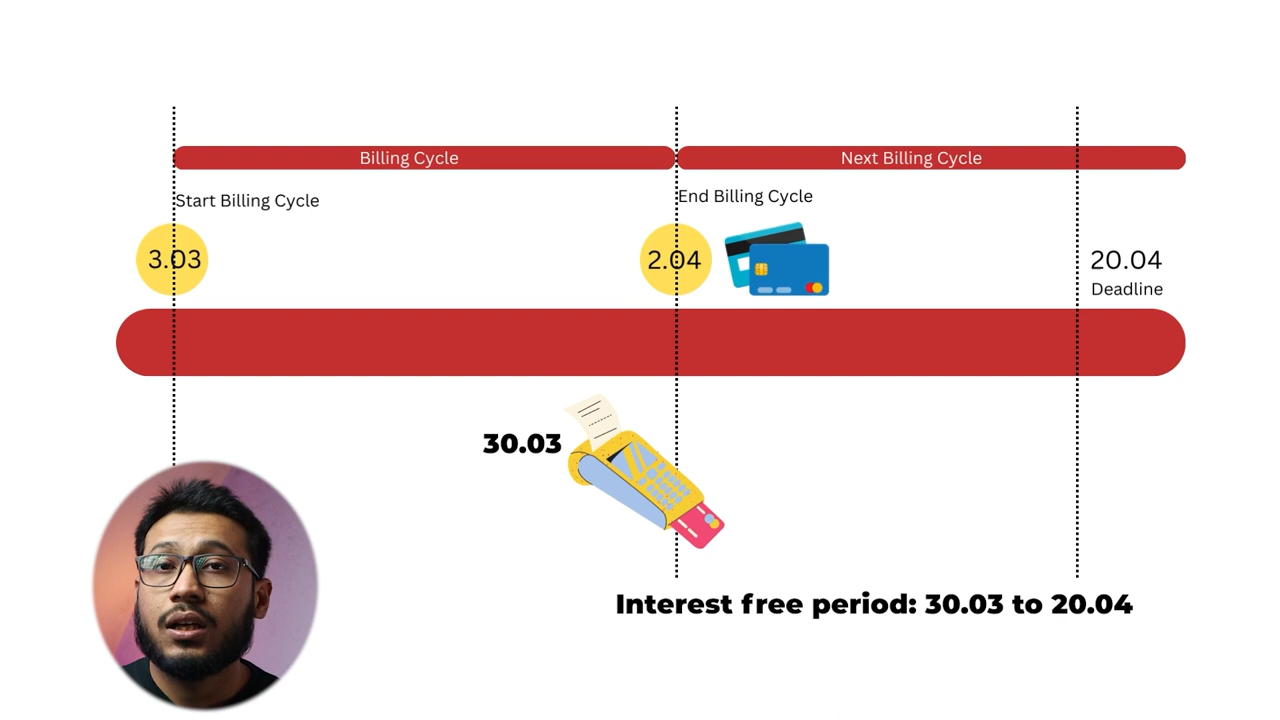 Billing Cycle
Next Billing Cycle
Start Billing Cycle
End Billing Cycle
3.03
2.04
20.04
Deadline
30.03
Interest free period: 30.03 to 20.04